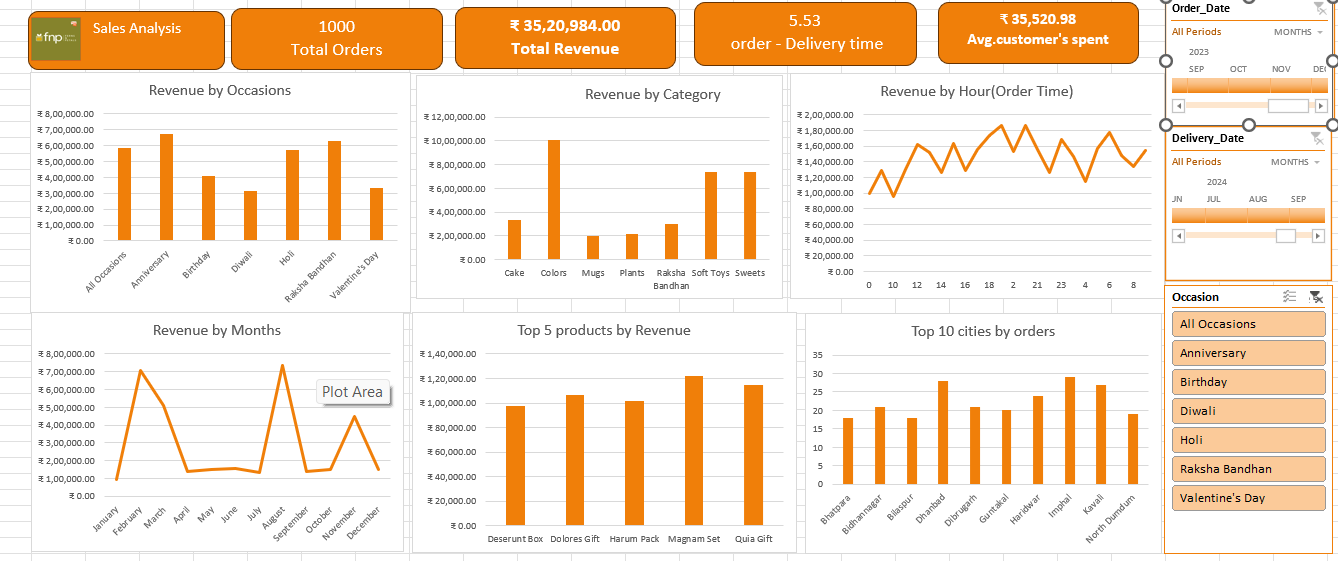 fnp
Sales Analysis
1000
Total Orders
₹ 35,20,984.00
Total Revenue
5.53
order - Delivery time
₹ 35,520.98
Avg.customer's spent
Order_Date
All Periods
MONTHS
2023
SEP OCT NOV DEC
Revenue by Occasions
₹ 8,00,000.00
₹ 7,00,000.00
₹ 6,00,000.00
₹ 5,00,000.00
₹ 4,00,000.00
₹ 3,00,000.00
₹ 2,00,000.00
₹ 1,00,000.00
₹ 0.00
All Occasions
Anniversary
Birthday
Diwali
Holi
Raksha Bandhan
Valentine's Day
Revenue by Category
₹ 12,00,000.00
₹ 10,00,000.00
₹ 8,00,000.00
₹ 6,00,000.00
₹ 4,00,000.00
₹ 2,00,000.00
₹ 0.00
Cake Colors Mugs Plants Raksha Soft Toys Sweets
Bandhan
Revenue by Hour(Order Time)
₹ 2,00,000.00
₹ 1,80,000.00
₹ 1,60,000.00
₹ 1,40,000.00
₹ 1,20,000.00
₹ 1,00,000.00
₹ 80,000.00
₹ 60,000.00
₹ 40,000.00
₹ 20,000.00
₹ 0.00
0 10 12 14 16 18 2 21 23 4 6 8
Delivery_Date
All Periods
MONTHS
2024
JN JUL AUG SEP
Revenue by Months
₹ 8,00,000.00
₹ 7,00,000.00
₹ 6,00,000.00
₹ 5,00,000.00
₹ 4,00,000.00
₹ 3,00,000.00
₹ 2,00,000.00
₹ 1,00,000.00
₹ 0.00
Plot Area
January
February
March
April
May
June
July
August
September
October
November
December
Top 5 products by Revenue
₹ 1,40,000.00
₹ 1,20,000.00
₹ 1,00,000.00
₹ 80,000.00
₹ 60,000.00
₹ 40,000.00
₹ 20,000.00
₹ 0.00
Deserunt Box Dolores Gift Harum Pack Magnam Set Quia Gift
Top 10 cities by orders
35
30
25
20
15
10
5
0
Bhatpara
Bidhannagar
Bilaspur
Dhanbad
Dibrugarh
Guntakal
Haridwar
Imphal
Kavali
North Dumdum
Occasion
All Occasions
Anniversary
Birthday
Diwali
Holi
Raksha Bandhan
Valentine's Day